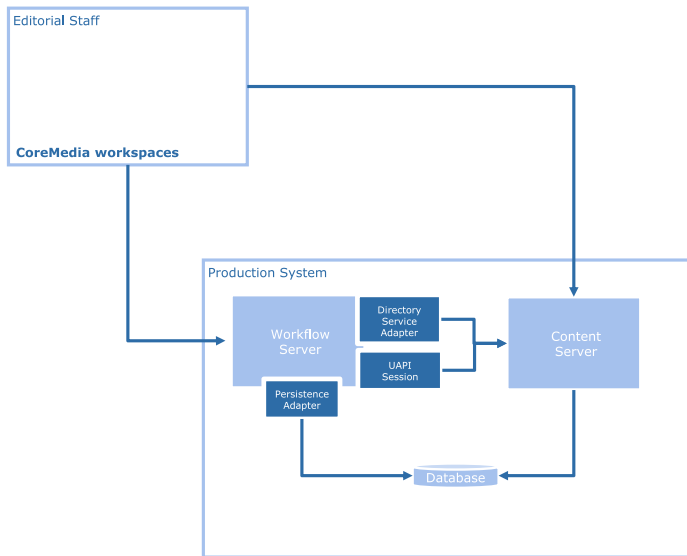 Editorial Staff
CoreMedia workspaces
Production System
Workflow
Server
Directory
Service
Adapter
UAPI
Session
Persistence
Adapter
Content
Server
Database